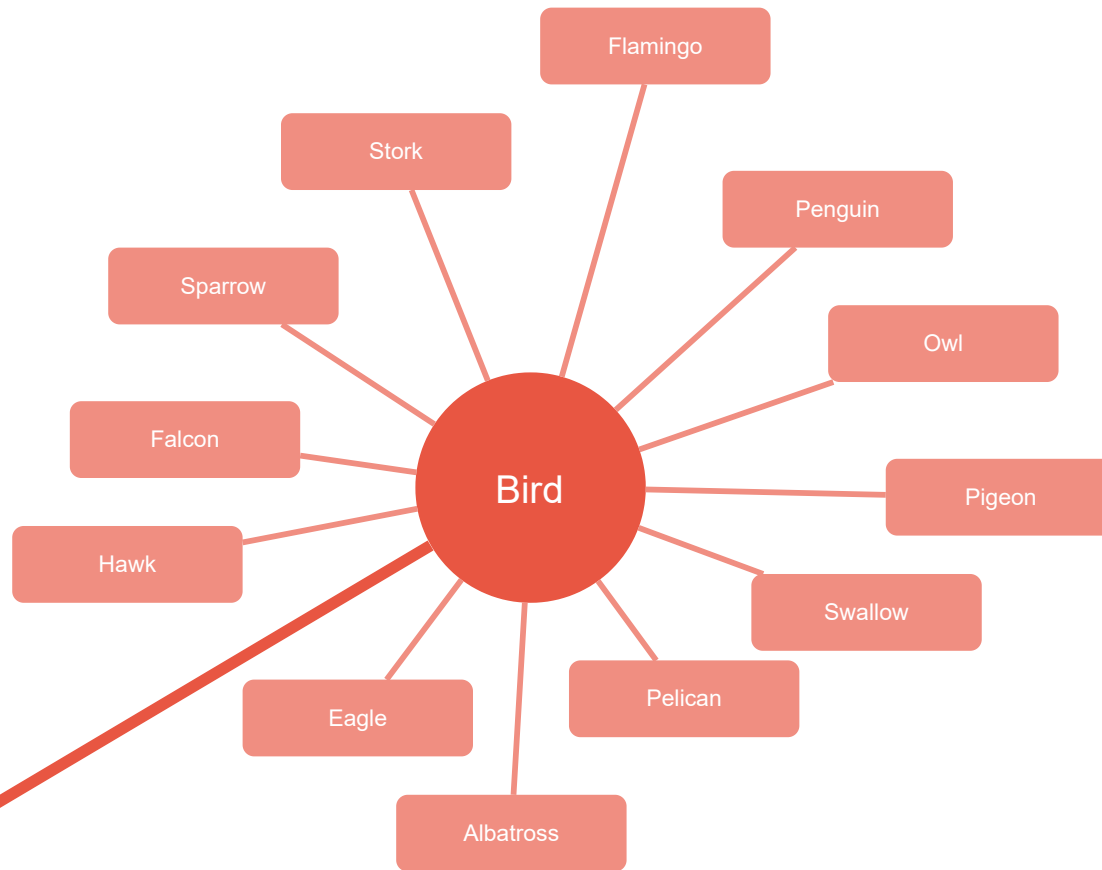 Flamingo
Stork
Penguin
Sparrow
Owl
Falcon
Bird
Pigeon
Hawk
Swallow
Pelican
Eagle
Albatross